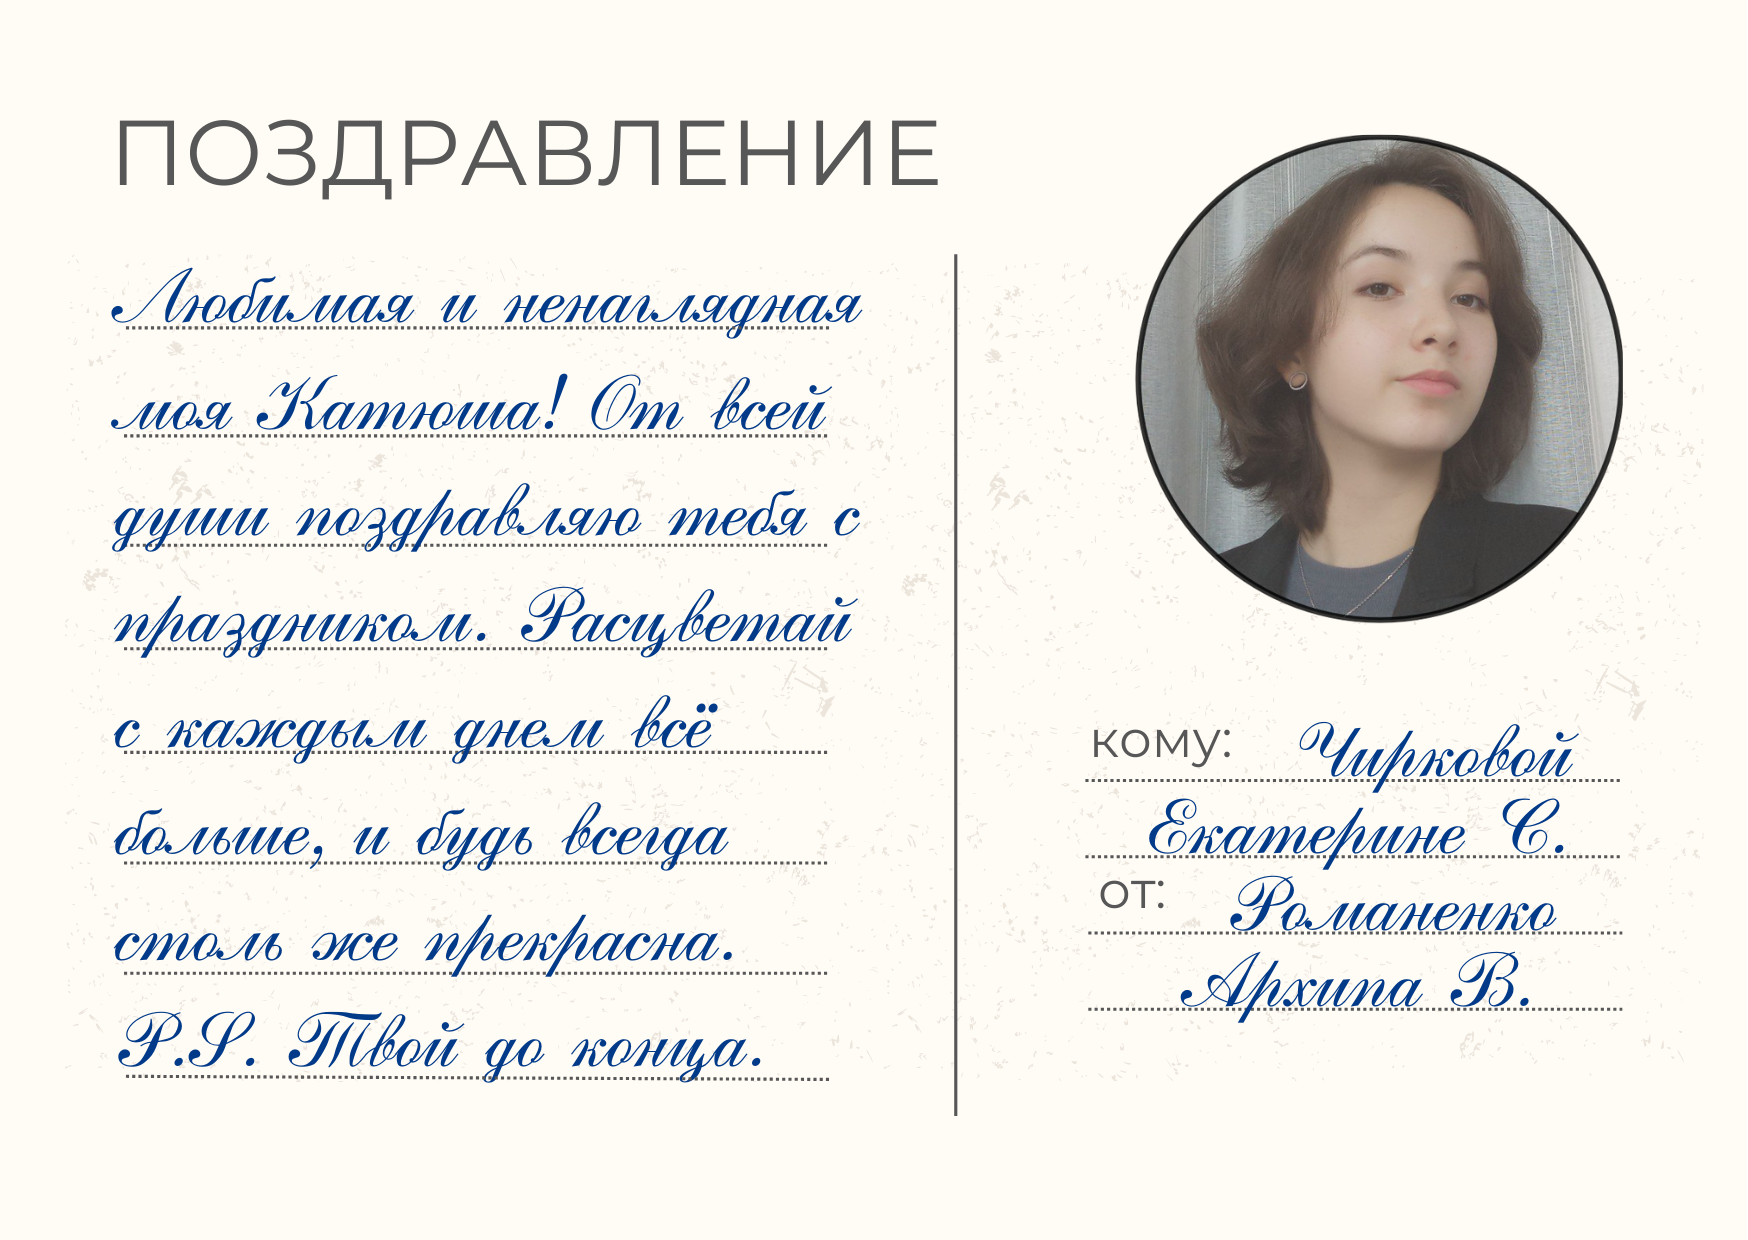 ПОЗДРАВЛЕНИЕ
Любимая и ненаглядная
моя Катюша! От всей
души поздравляю тебя с
праздником. Расцветай
с каждым днем всё
больше, и будь всегда
столь же прекрасна.
P.S. Твой до конца.
кому: Чирковой
Екатерине С.
от: Романенко
Архипа В.